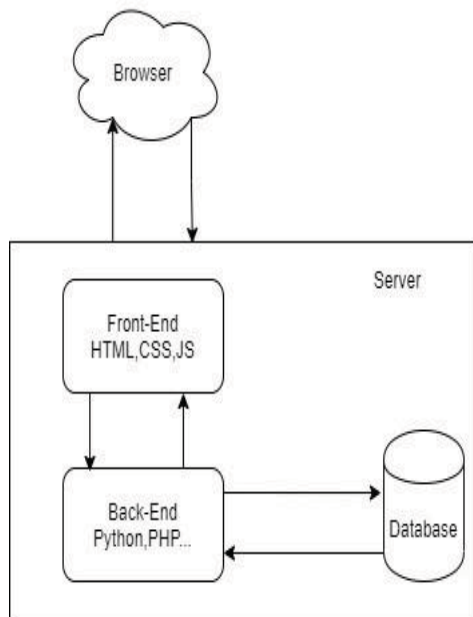 Browser
Server
Front-End
HTML,CSS,JS
Back-End
Python,PHP...
Database